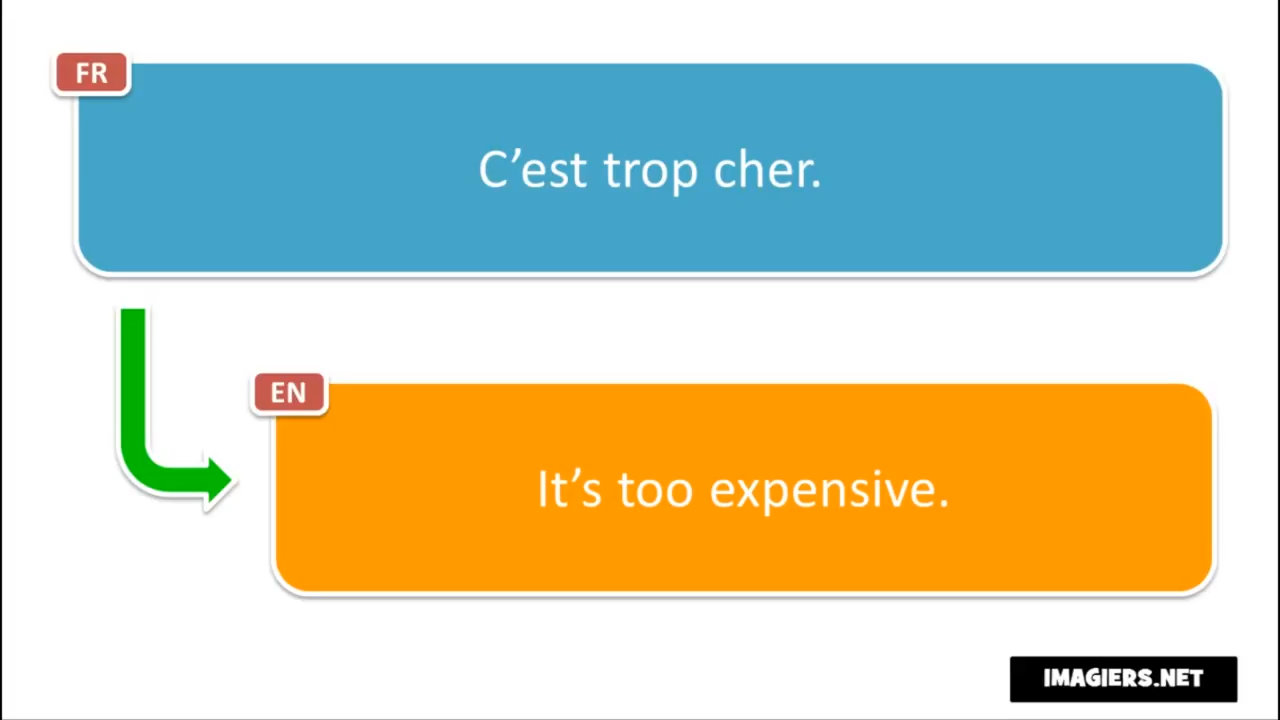 FR
C’est trop cher.
EN
It’s too expensive.
IMAGIERS.NET